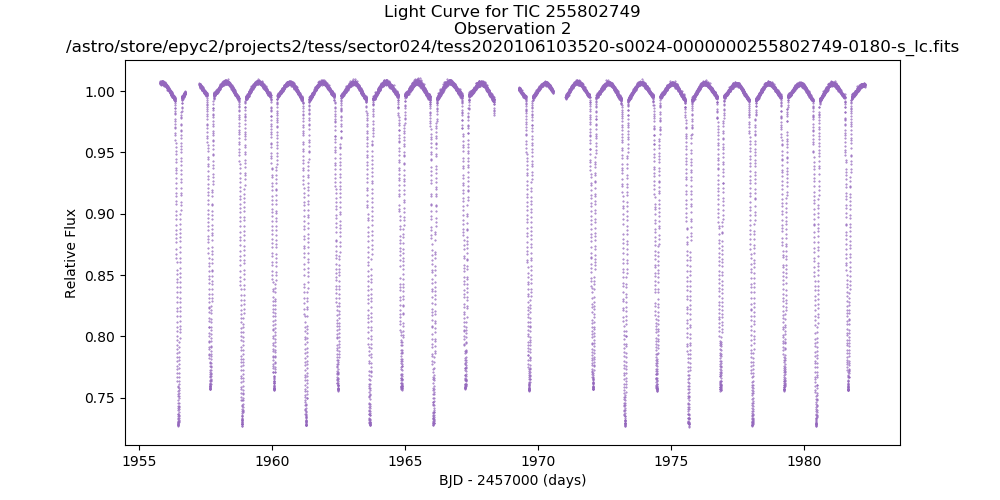 Light Curve for TIC 255802749
Observation 2
/astro/store/epyc2/projects2/tess/sector024/tess2020106103520-s0024-0000000255802749-0180-s_lc.fits
1.00
0.95
0.90
0.85
0.80
0.75
Relative Flux
1955 1960 1965 1970 1975 1980
BJD - 2457000 (days)